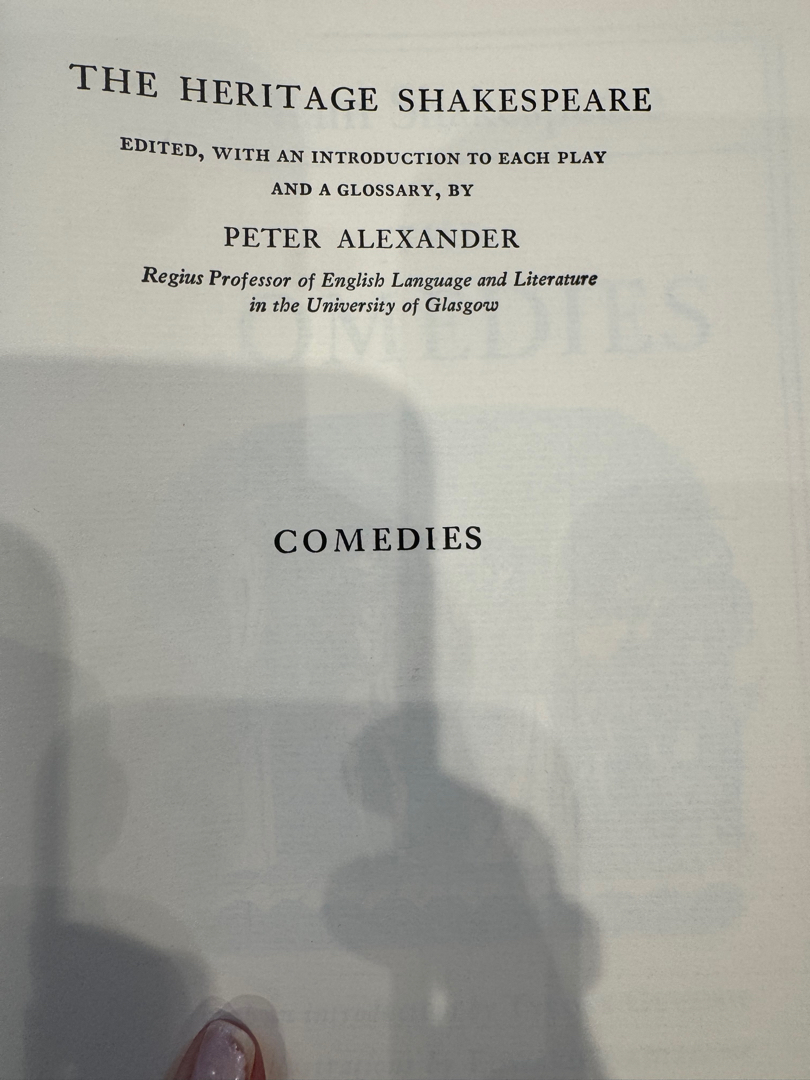 THE HERITAGE SHAKESPEARE
EDITED, WITH AN INTRODUCTION TO EACH PLAY
AND A GLOSSARY, BY
PETER ALEXANDER
Regius Professor of English Language and Literature
in the University of Glasgow
COMEDIES
COMEDIES